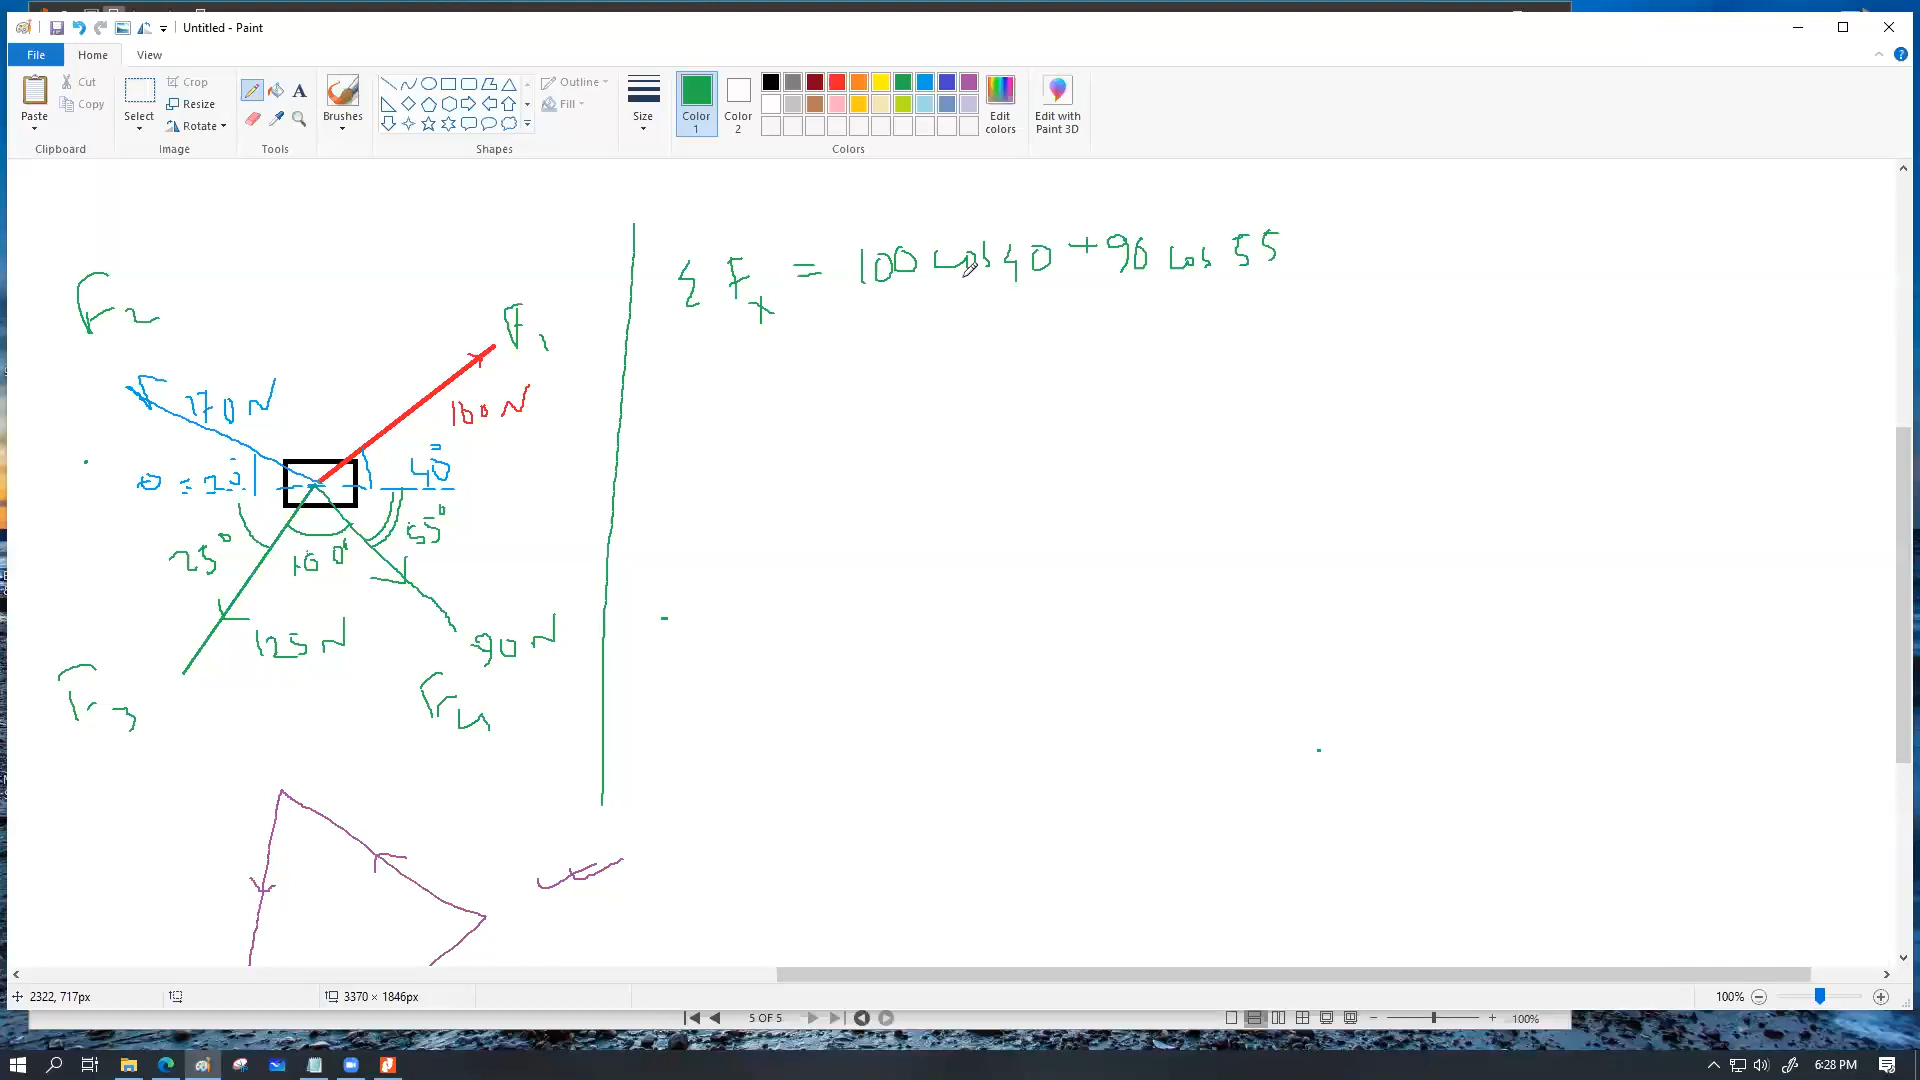 Untitled - Paint
File Home View
Paste
Cut
Copy
Clipboard
Select
Crop
Resize
Rotate
Image
A
Tools
Brushes
Outline
Fill
Shapes
Size
Color 1
Color 2
Edit colors
Edit with Paint 3D
Colors
ΣFx = 100 cos 40 + 90 cos 55
F2
F1
170 N
100 N
θ = 20
40°
25°
100°
55°
125 N
90 N
F3
F4
2322, 717px
3370 × 1846px
100%
5 OF 5
100%
6:28 PM